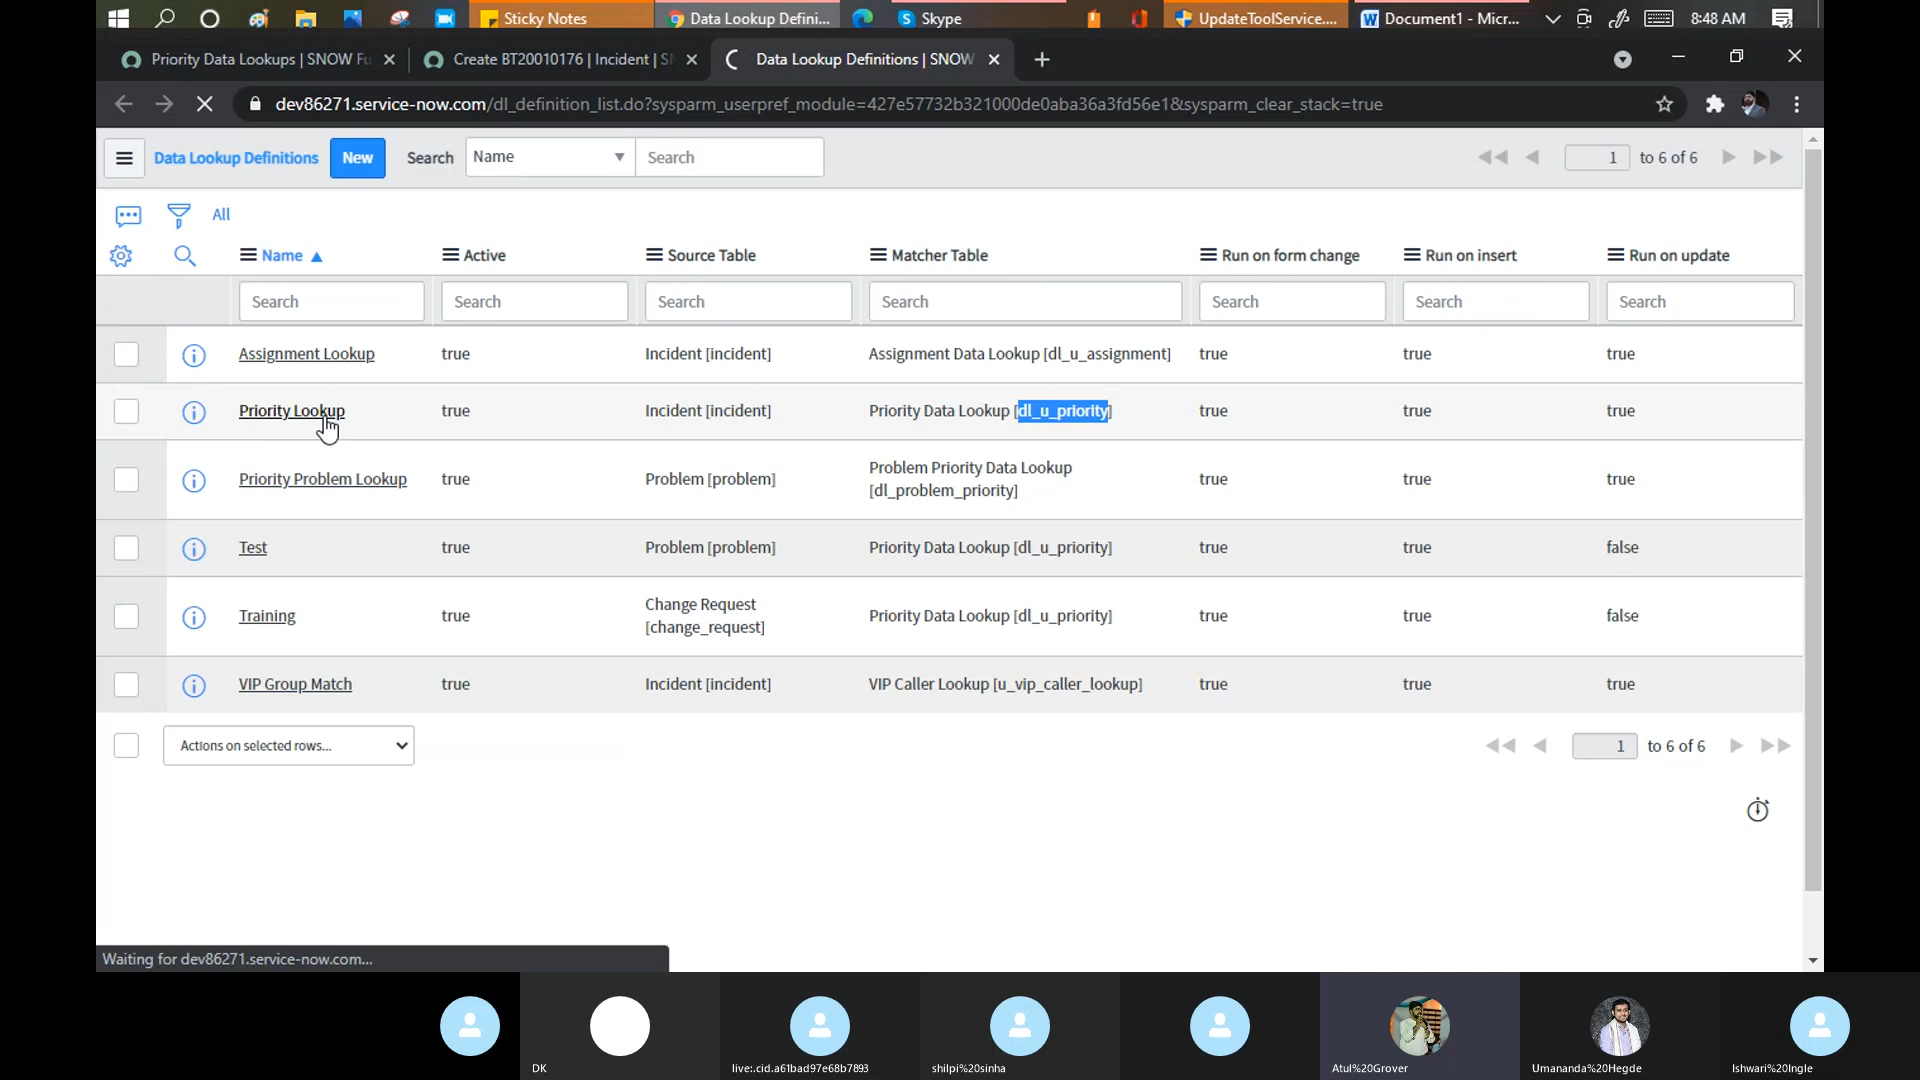 Sticky Notes
Data Lookup Defini...
Skype
UpdateToolService....
Document1 - Micr...
8:48 AM
Priority Data Lookups | SNOW Fu
Create BT20010176 | Incident | S
Data Lookup Definitions | SNOW
dev86271.service-now.com/dl_definition_list.do?sysparm_userpref_module=427e57732b321000de0aba36a3fd56e1&sysparm_clear_stack=true
Data Lookup Definitions New Search Name Search 1 to 6 of 6
All
Name Active Source Table Matcher Table Run on form change Run on insert Run on update
Search Search Search Search Search Search Search
Assignment Lookup true Incident [incident] Assignment Data Lookup [dl_u_assignment] true true true
Priority Lookup true Incident [incident] Priority Data Lookup [dl_u_priority] true true true
Priority Problem Lookup true Problem [problem] Problem Priority Data Lookup [dl_problem_priority] true true true
Test true Problem [problem] Priority Data Lookup [dl_u_priority] true true false
Training true Change Request [change_request] Priority Data Lookup [dl_u_priority] true true false
VIP Group Match true Incident [incident] VIP Caller Lookup [u_vip_caller_lookup] true true true
Actions on selected rows... 1 to 6 of 6
Waiting for dev86271.service-now.com...
DK
live:.cid.a61bad97e68b7893
shilpi%20sinha
Atul%20Grover
Umananda%20Hegde
Ishwari%20Ingle